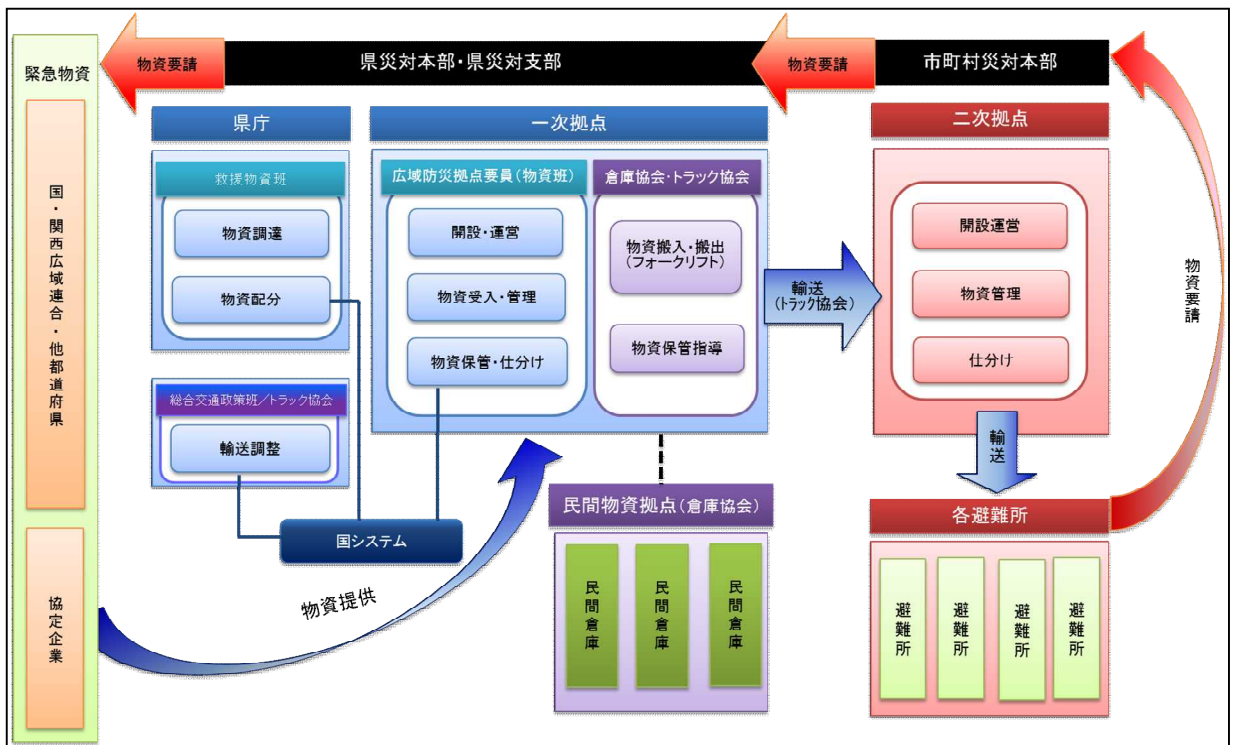 緊急物資
国・関西広域連合・他都道府県
協定企業
物資要請
県災対本部・県災対支部
物資要請
市町村災対本部
県庁
救援物資班
物資調達
物資配分
総合交通政策班/トラック協会
輸送調整
国システム
一次拠点
広域防災拠点要員(物資班)
開設・運営
物資受入・管理
物資保管・仕分け
倉庫協会・トラック協会
物資搬入・搬出
(フォークリフト)
物資保管指導
物資提供
民間物資拠点(倉庫協会)
民間倉庫
民間倉庫
民間倉庫
輸送
(トラック協会)
二次拠点
開設運営
物資管理
仕分け
輸送
各避難所
避難所
避難所
避難所
避難所
物資要請